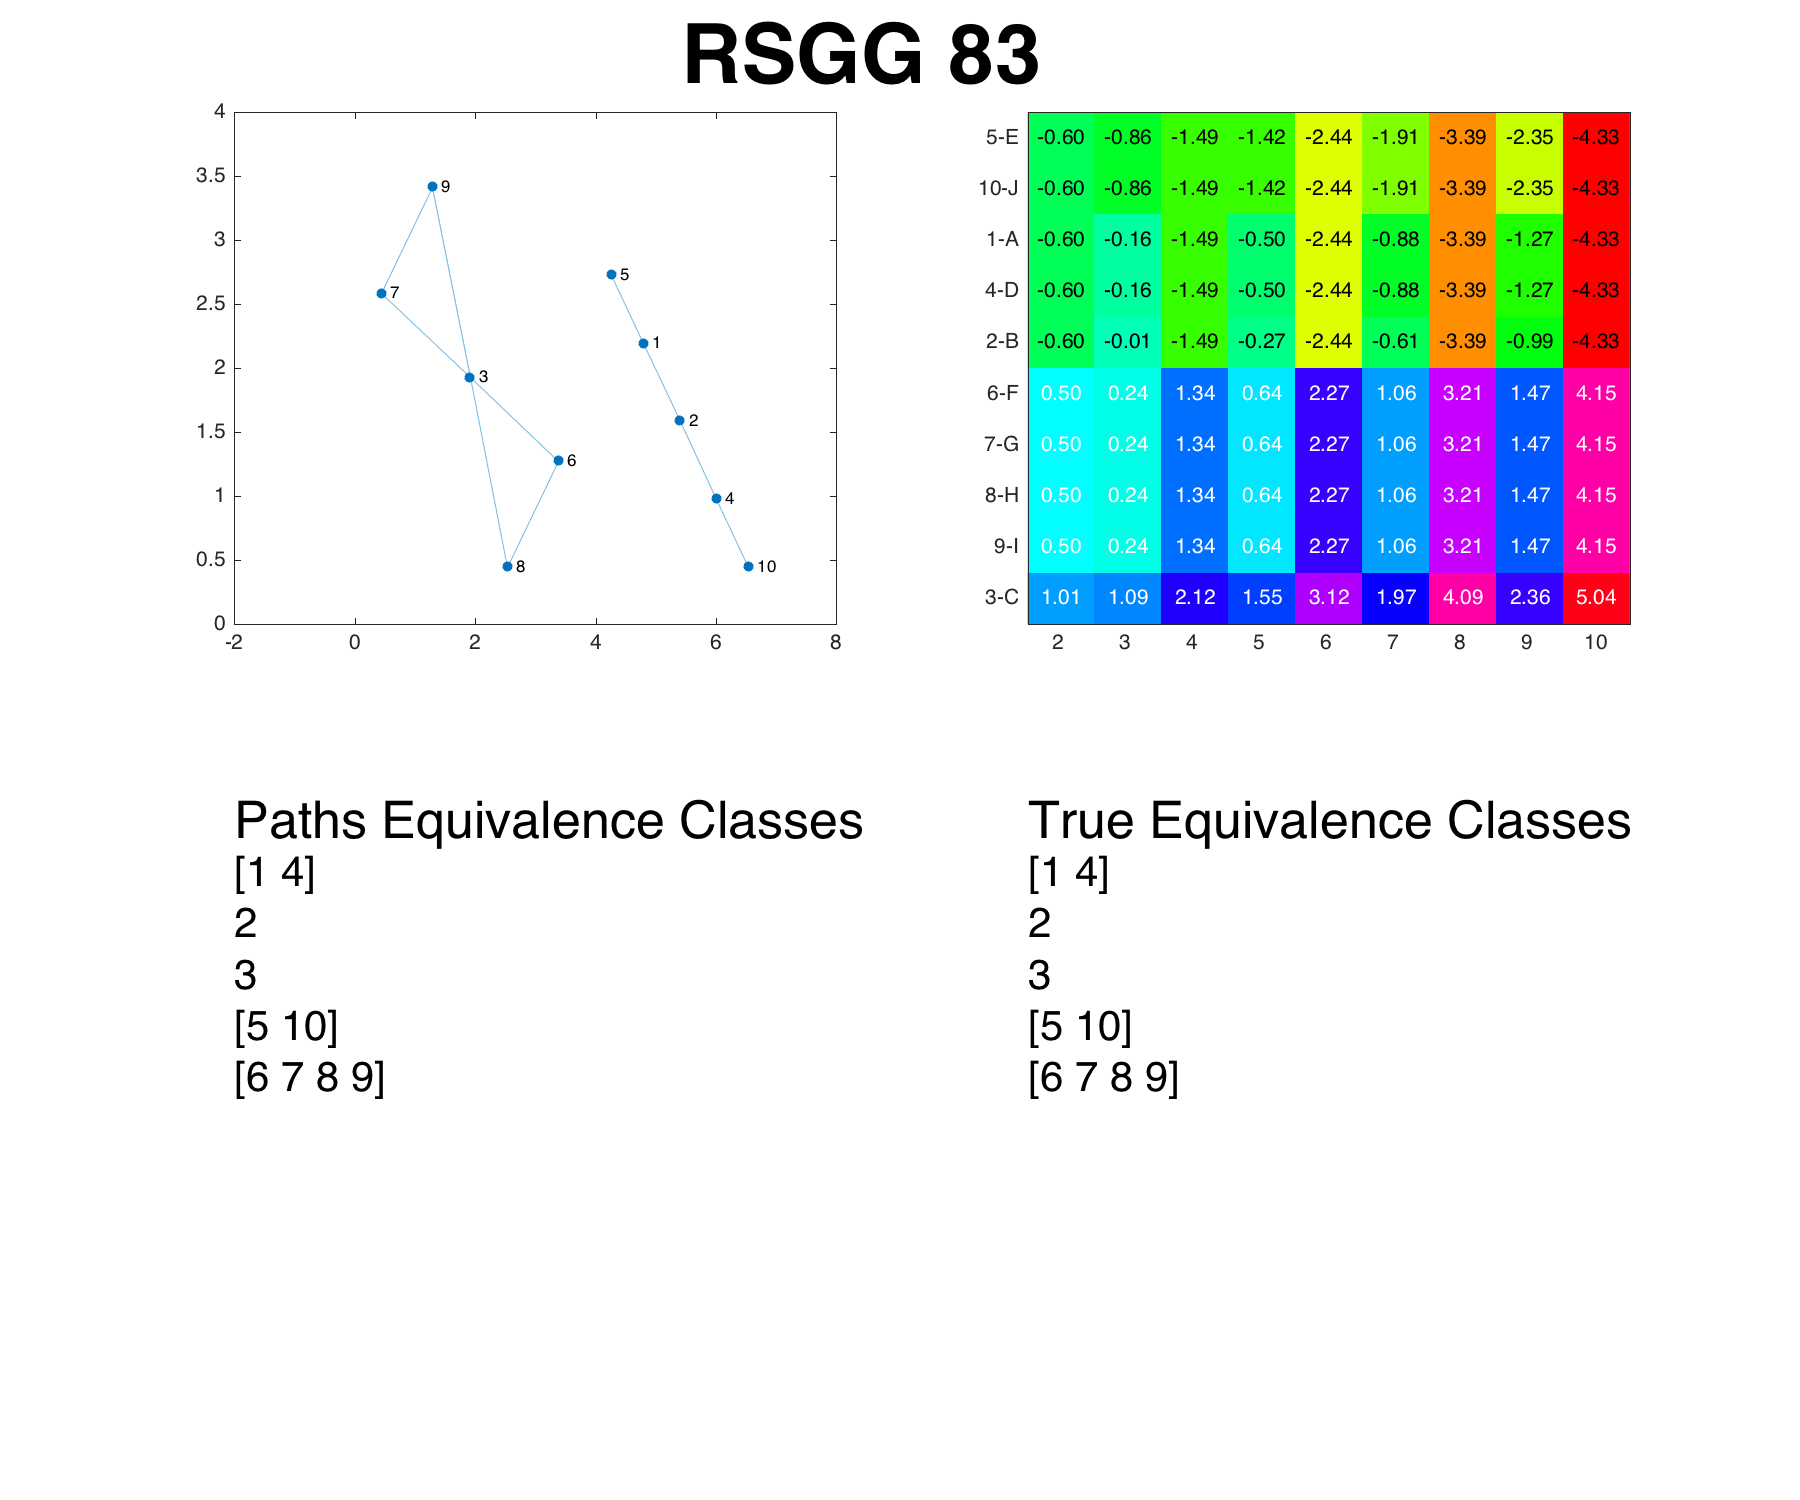 RSGG 83
4
3.5
3
2.5
2
1.5
1
0.5
0
-2 0 2 4 6 8
9
5
7
1
3
2
6
4
8
10
5-E -0.60 -0.86 -1.49 -1.42 -2.44 -1.91 -3.39 -2.35 -4.33
10-J -0.60 -0.86 -1.49 -1.42 -2.44 -1.91 -3.39 -2.35 -4.33
1-A -0.60 -0.16 -1.49 -0.50 -2.44 -0.88 -3.39 -1.27 -4.33
4-D -0.60 -0.16 -1.49 -0.50 -2.44 -0.88 -3.39 -1.27 -4.33
2-B -0.60 -0.01 -1.49 -0.27 -2.44 -0.61 -3.39 -0.99 -4.33
6-F 0.50 0.24 1.34 0.64 2.27 1.06 3.21 1.47 4.15
7-G 0.50 0.24 1.34 0.64 2.27 1.06 3.21 1.47 4.15
8-H 0.50 0.24 1.34 0.64 2.27 1.06 3.21 1.47 4.15
9-I 0.50 0.24 1.34 0.64 2.27 1.06 3.21 1.47 4.15
3-C 1.01 1.09 2.12 1.55 3.12 1.97 4.09 2.36 5.04
2 3 4 5 6 7 8 9 10
Paths Equivalence Classes
[1 4]
2
3
[5 10]
[6 7 8 9]
True Equivalence Classes
[1 4]
2
3
[5 10]
[6 7 8 9]